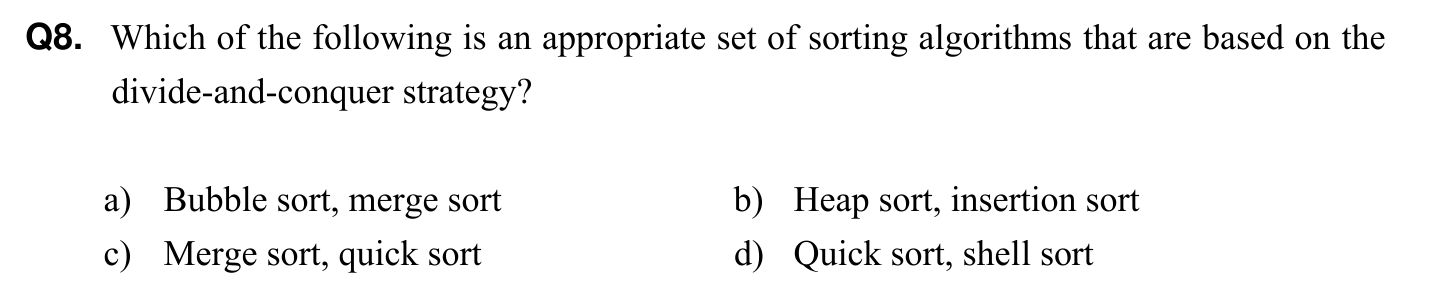 Q8. Which of the following is an appropriate set of sorting algorithms that are based on the
divide-and-conquer strategy?
a) Bubble sort, merge sort b) Heap sort, insertion sort
c) Merge sort, quick sort d) Quick sort, shell sort